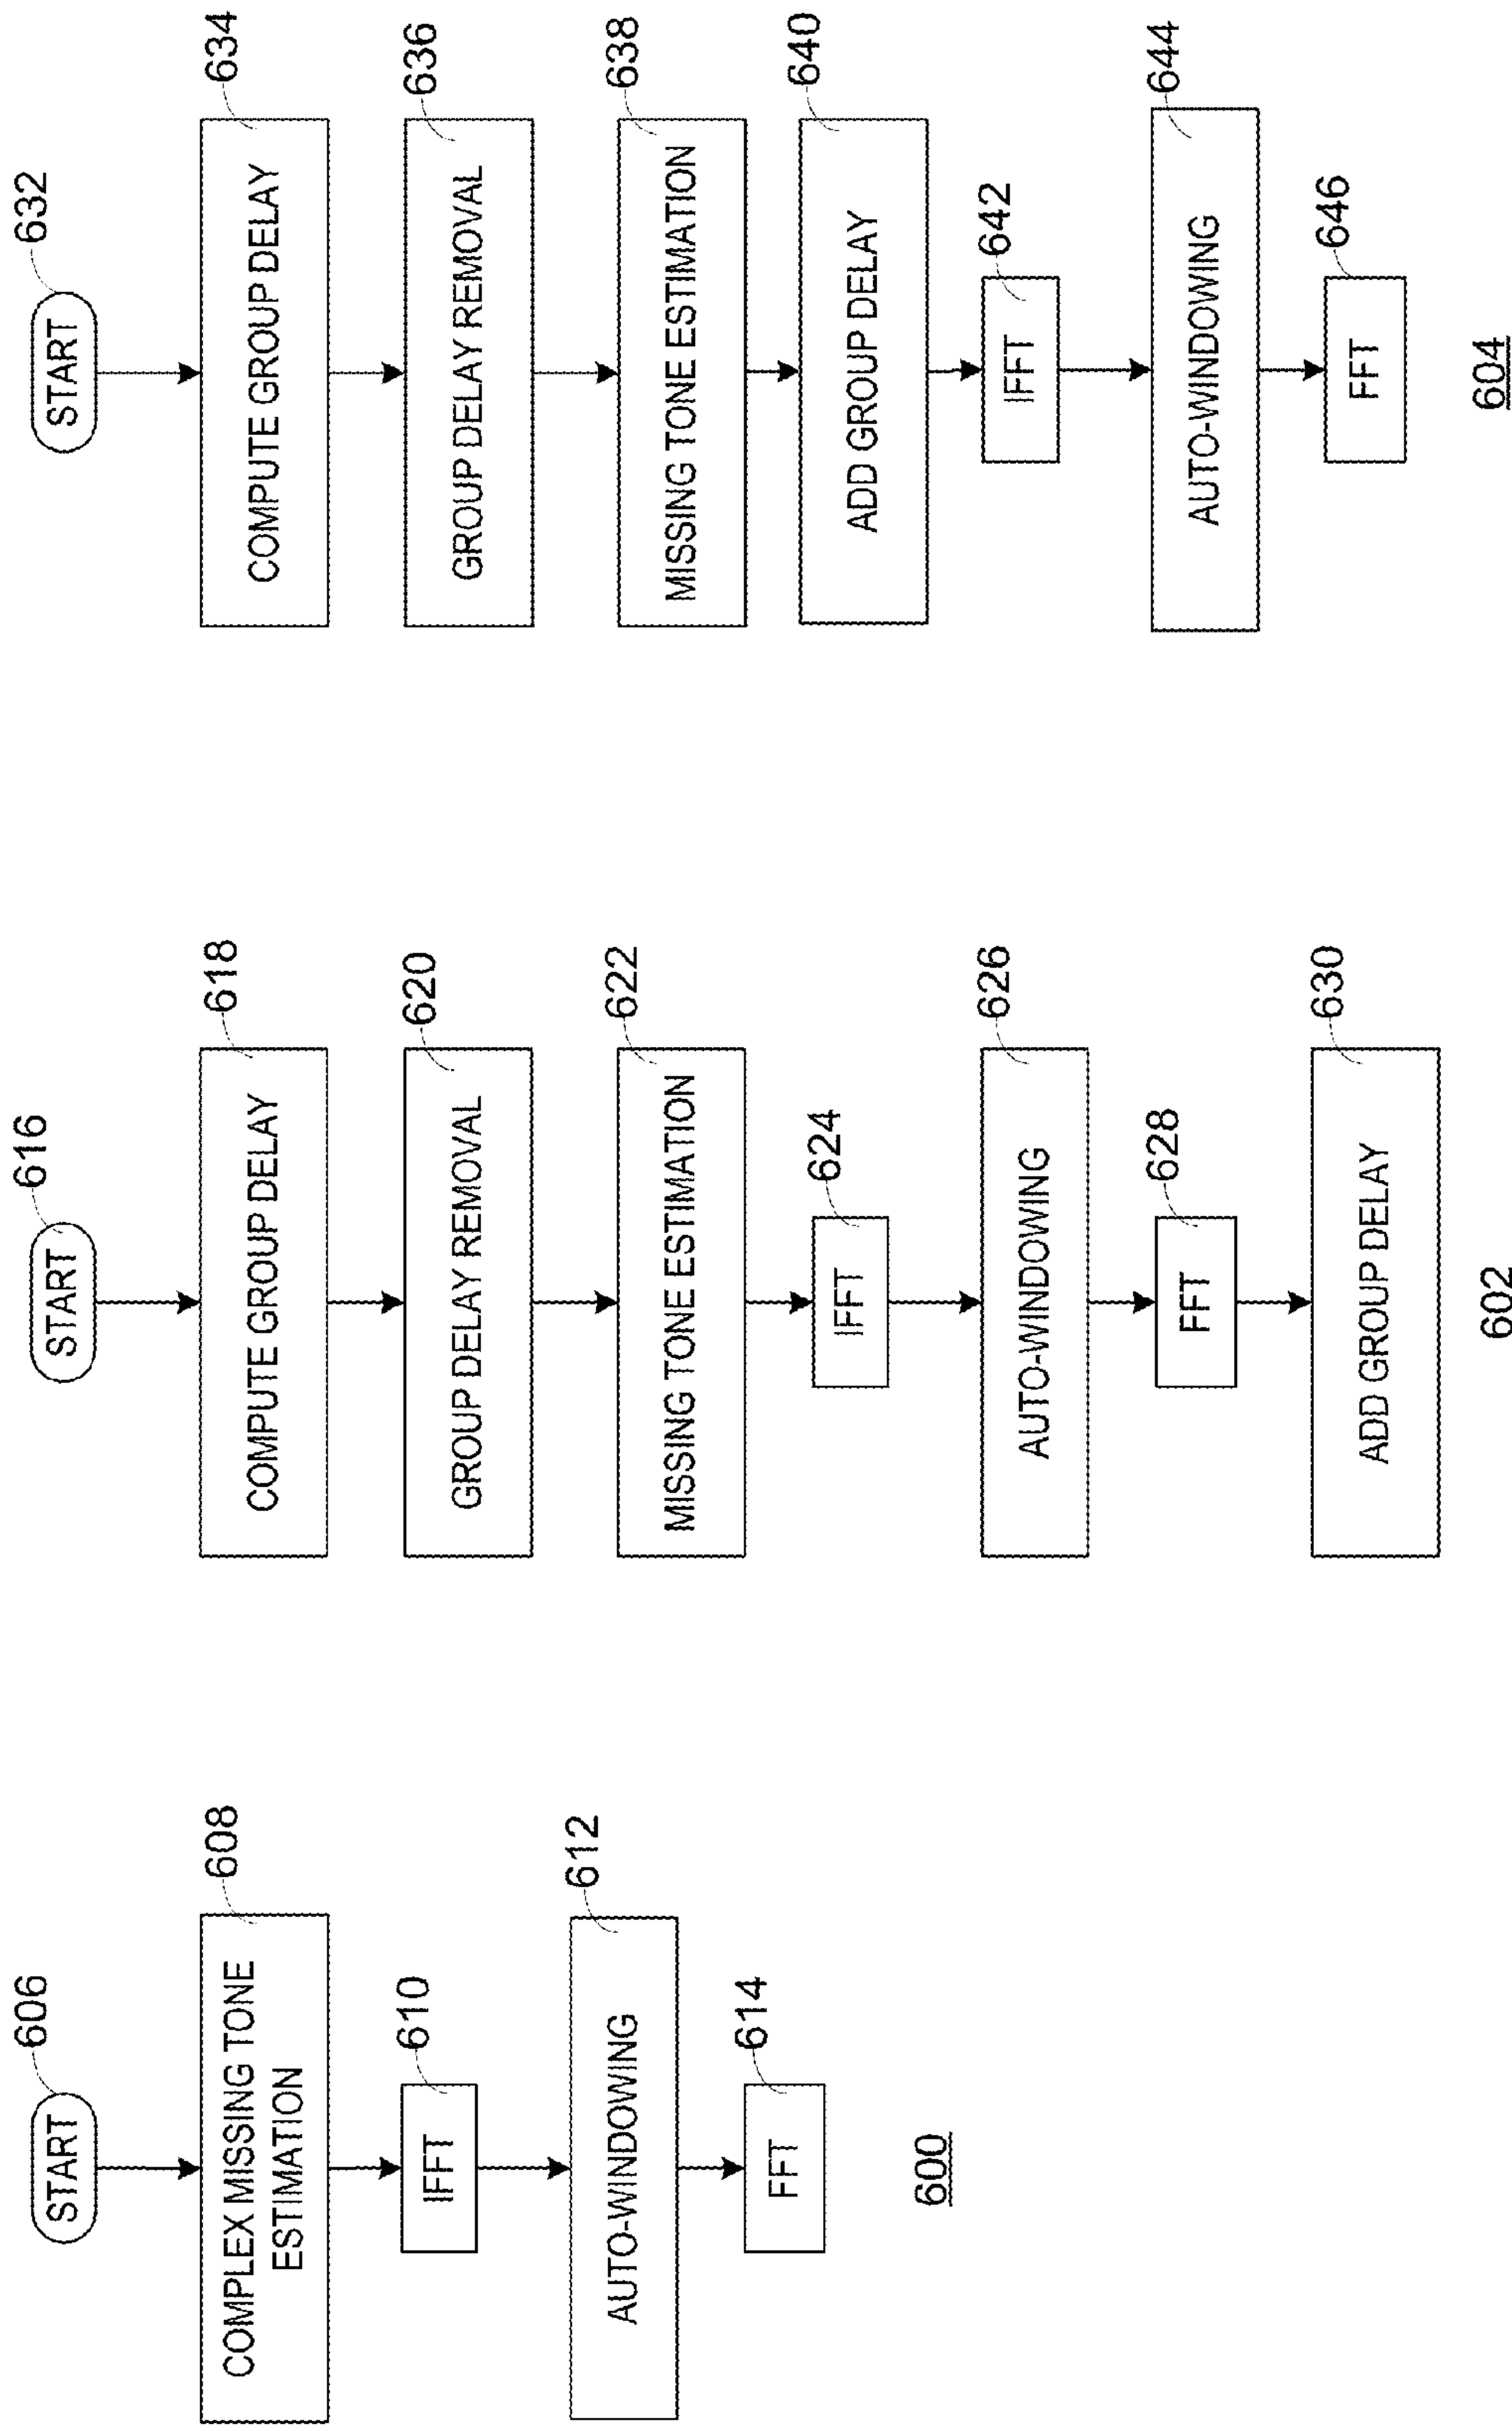 START
606
COMPLEX MISSING TONE
ESTIMATION
608
IFFT
610
AUTO-WINDOWING
612
FFT
614
600
START
616
COMPUTE GROUP DELAY
618
GROUP DELAY REMOVAL
620
MISSING TONE ESTIMATION
622
IFFT
624
AUTO-WINDOWING
626
FFT
628
ADD GROUP DELAY
630
602
START
632
COMPUTE GROUP DELAY
634
GROUP DELAY REMOVAL
636
MISSING TONE ESTIMATION
638
ADD GROUP DELAY
640
IFFT
642
AUTO-WINDOWING
644
FFT
646
604